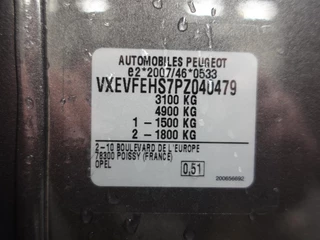 AUTOMOBILES PEUGEOT
e2*2007/46*0533
VXEVFEHS7PZ040479
3100 KG
4900 KG
1 - 1500 KG
2 - 1800 KG
2-10 BOULEVARD DE L'EUROPE
78300 POISSY (FRANCE)
OPEL
0,51